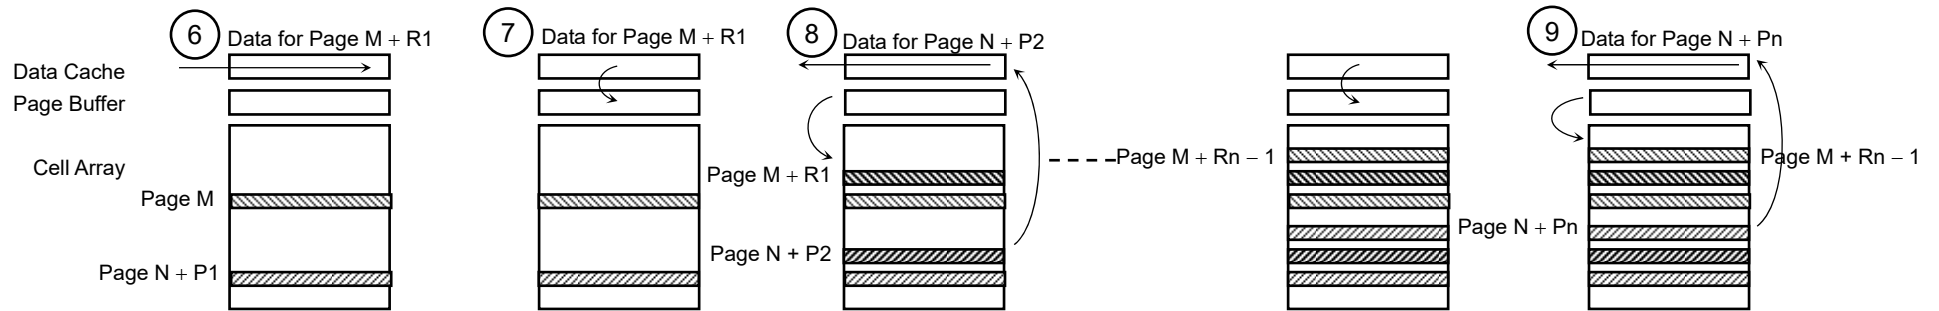 6 Data for Page M + R1
7 Data for Page M + R1
8 Data for Page N + P2
9 Data for Page N + Pn
Data Cache
Page Buffer
Cell Array
Page M
Page N + P1
Page M + R1
Page N + P2
Page M + Rn − 1
Page N + Pn
Page M + Rn − 1